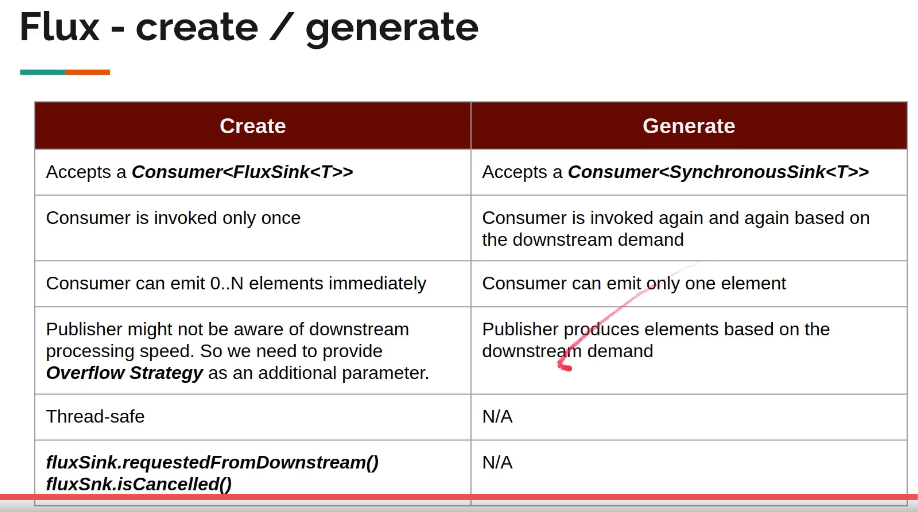 Flux - create / generate
Create
Generate
Accepts a Consumer<FluxSink<T>>
Accepts a Consumer<SynchronousSink<T>>
Consumer is invoked only once
Consumer is invoked again and again based on
the downstream demand
Consumer can emit 0..N elements immediately
Consumer can emit only one element
Publisher might not be aware of downstream
processing speed. So we need to provide
Overflow Strategy as an additional parameter.
Publisher produces elements based on the
downstream demand
Thread-safe
N/A
fluxSink.requestedFromDownstream()
fluxSnk.isCancelled()
N/A